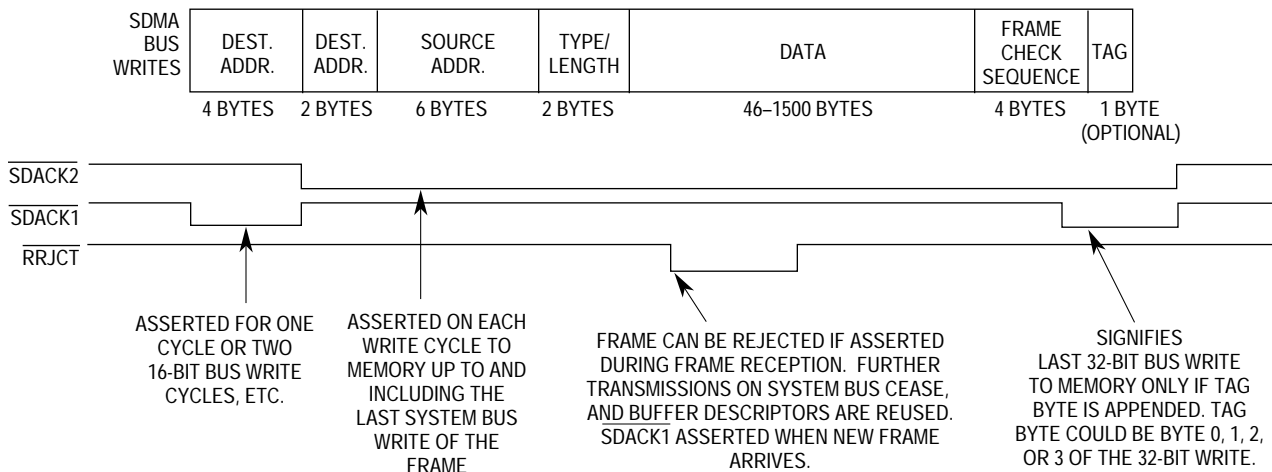 SDMA
BUS
WRITES
DEST.
ADDR.
DEST.
ADDR.
SOURCE
ADDR.
TYPE/
LENGTH
DATA
FRAME
CHECK
SEQUENCE
TAG
4 BYTES
2 BYTES
6 BYTES
2 BYTES
46–1500 BYTES
4 BYTES
1 BYTE
(OPTIONAL)
SDACK2
SDACK1
RRJCT
ASSERTED FOR ONE
CYCLE OR TWO
16-BIT BUS WRITE
CYCLES, ETC.
ASSERTED ON EACH
WRITE CYCLE TO
MEMORY UP TO AND
INCLUDING THE
LAST SYSTEM BUS
WRITE OF THE
FRAME
FRAME CAN BE REJECTED IF ASSERTED
DURING FRAME RECEPTION. FURTHER
TRANSMISSIONS ON SYSTEM BUS CEASE,
AND BUFFER DESCRIPTORS ARE REUSED.
SDACK1 ASSERTED WHEN NEW FRAME
ARRIVES.
SIGNIFIES
LAST 32-BIT BUS WRITE
TO MEMORY ONLY IF TAG
BYTE IS APPENDED. TAG
BYTE COULD BE BYTE 0, 1, 2,
OR 3 OF THE 32-BIT WRITE.